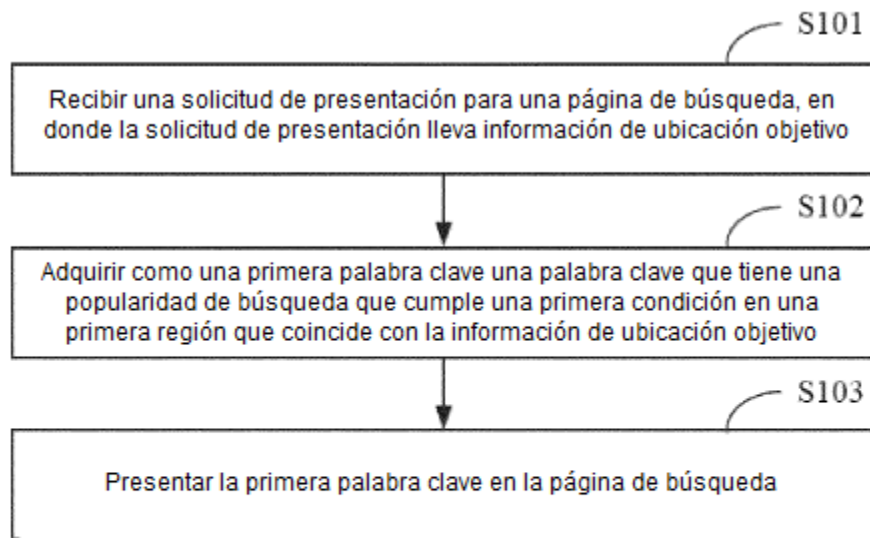 S101
Recibir una solicitud de presentación para una página de búsqueda, en
donde la solicitud de presentación lleva información de ubicación objetivo
S102
Adquirir como una primera palabra clave una palabra clave que tiene una
popularidad de búsqueda que cumple una primera condición en una
primera región que coincide con la información de ubicación objetivo
S103
Presentar la primera palabra clave en la página de búsqueda